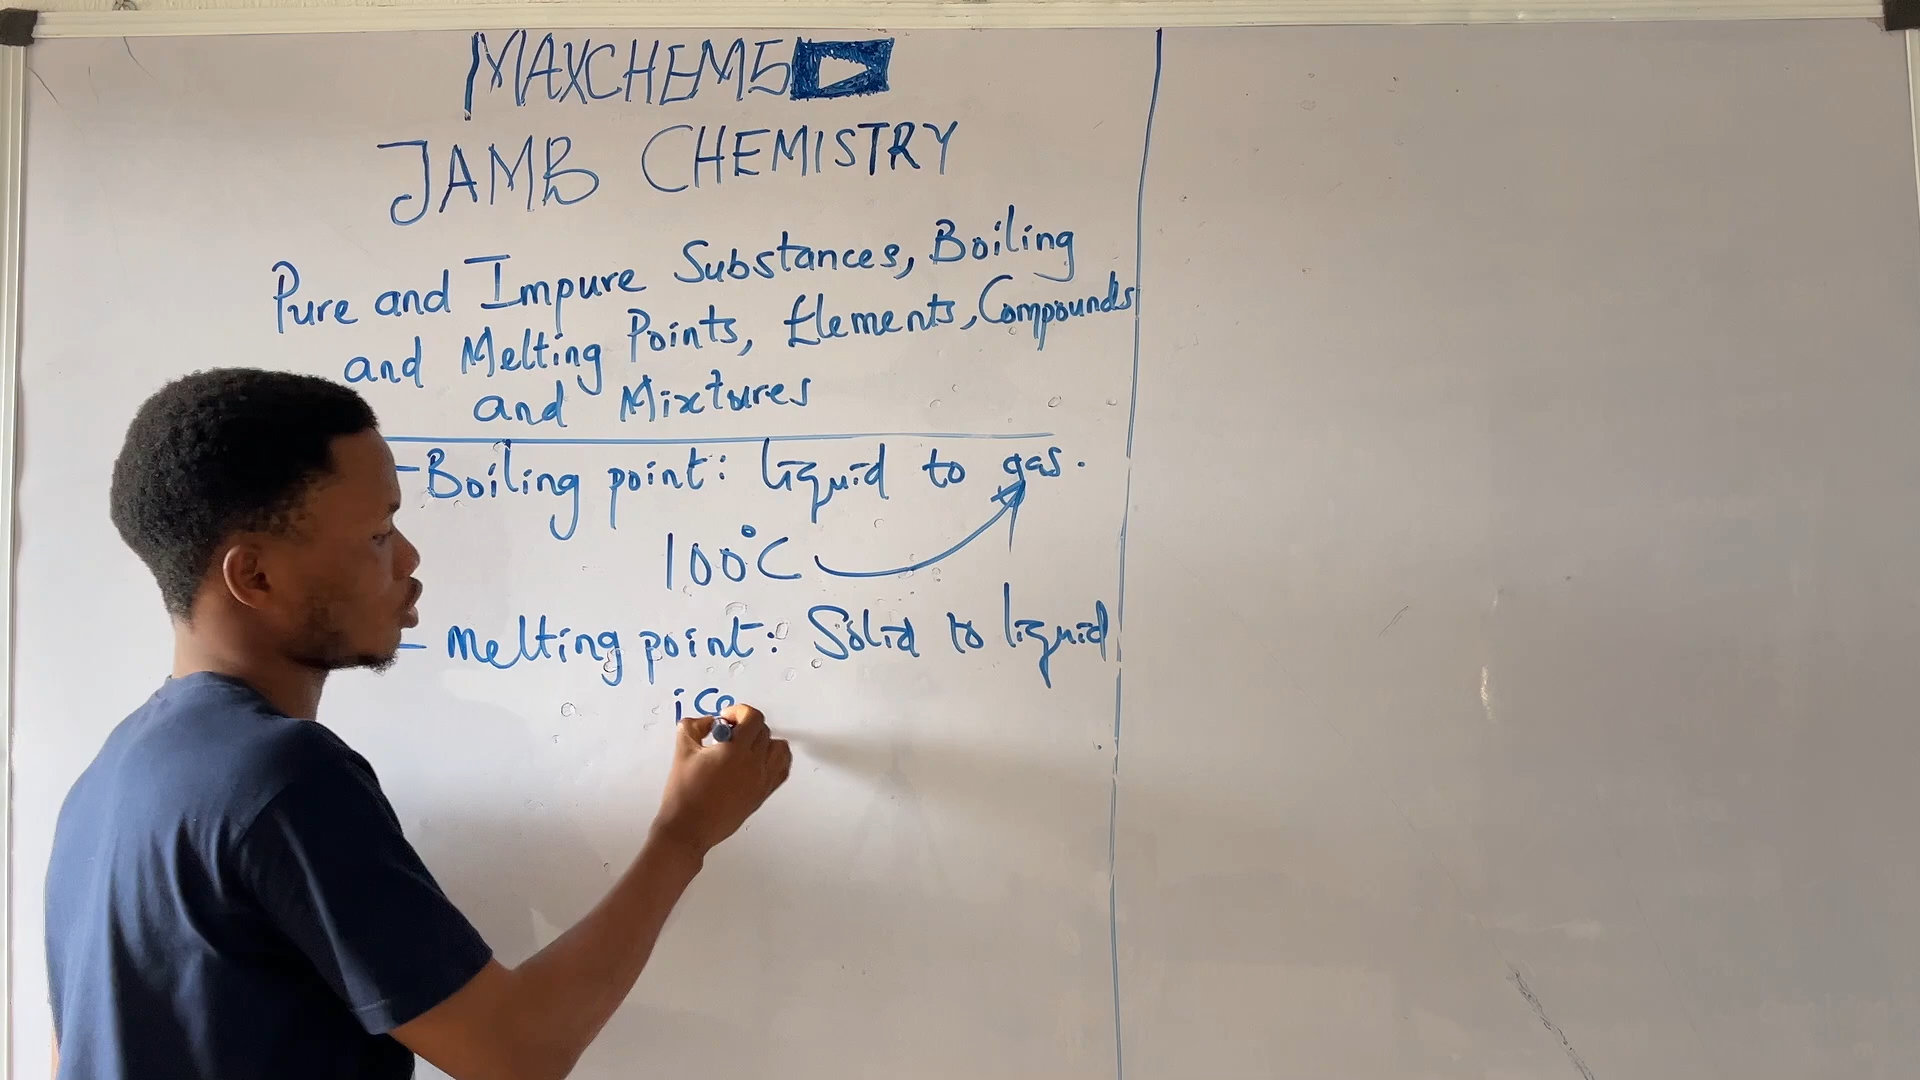 MAXCHEM5
JAMB CHEMISTRY
Pure and Impure Substances, Boiling
and Melting Points, Elements, Compounds
and Mixtures
- Boiling point: liquid to gas.
100°C
- Melting point: Solid to liquid
ice